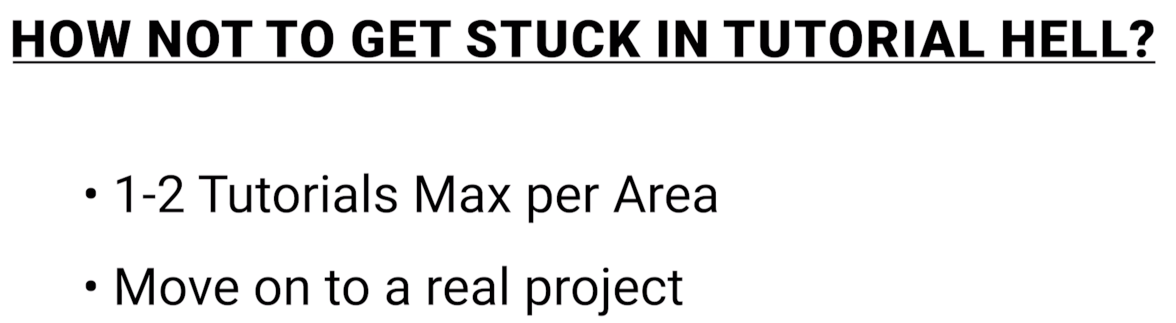 HOW NOT TO GET STUCK IN TUTORIAL HELL?
• 1-2 Tutorials Max per Area
• Move on to a real project